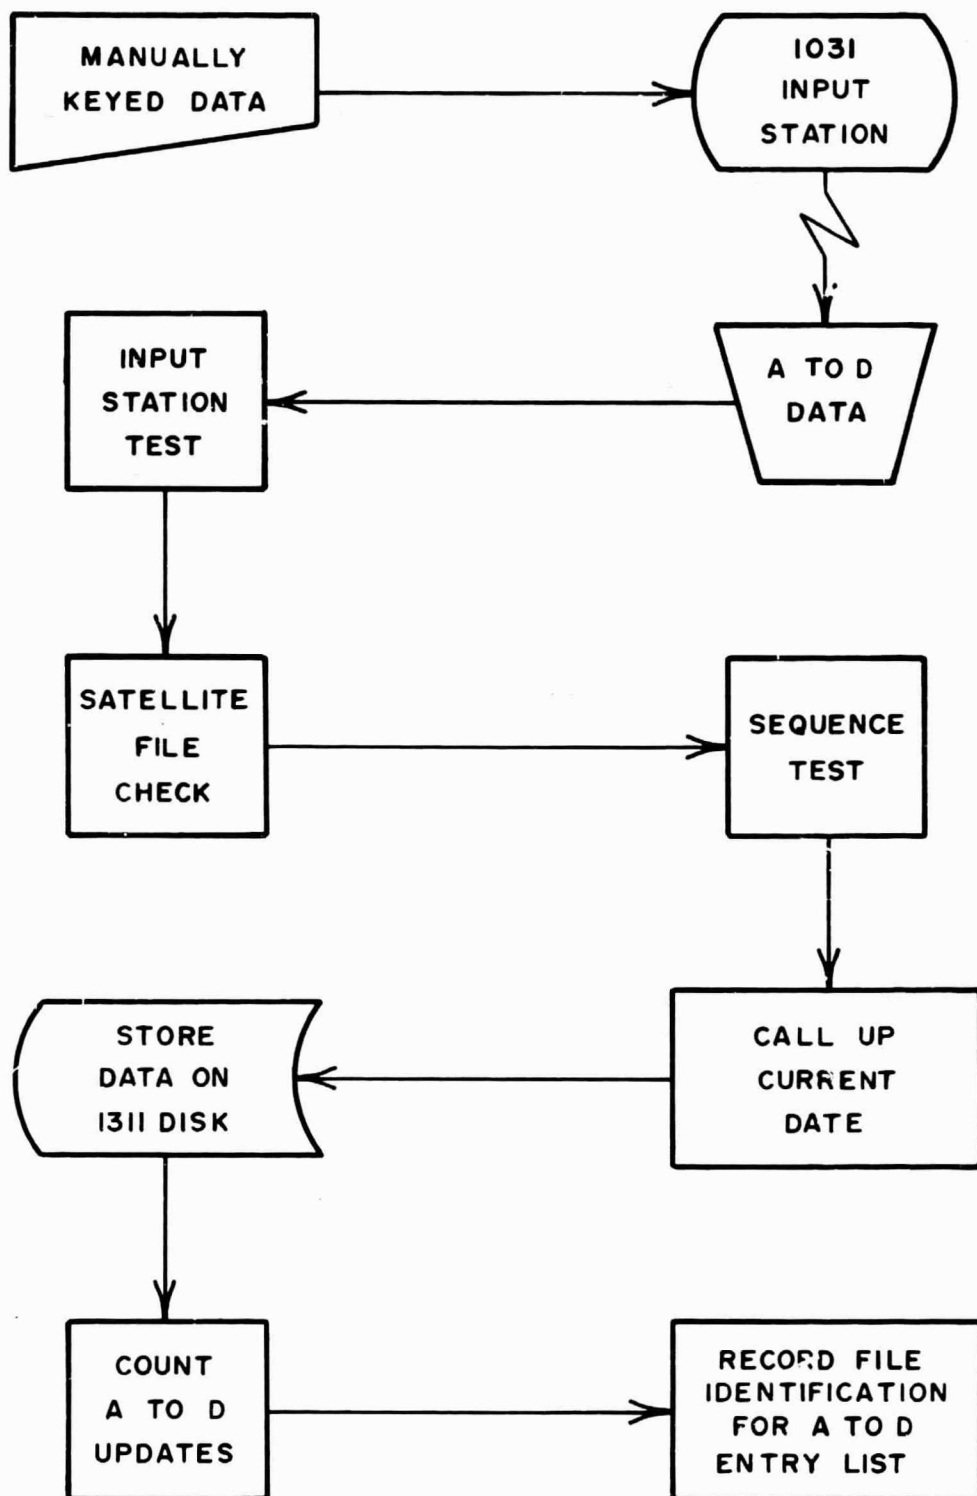 MANUALLY
KEYED DATA
1031
INPUT
STATION
A TO D
DATA
INPUT
STATION
TEST
SATELLITE
FILE
CHECK
SEQUENCE
TEST
CALL UP
CURRENT
DATE
STORE
DATA ON
1311 DISK
COUNT
A TO D
UPDATES
RECORD FILE
IDENTIFICATION
FOR A TO D
ENTRY LIST